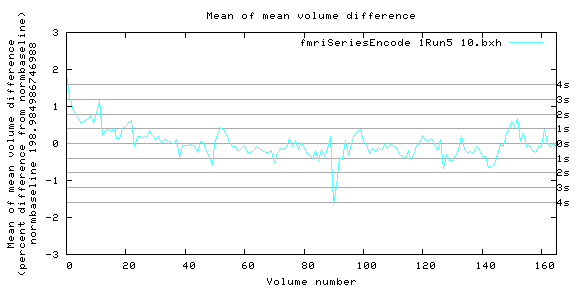 Mean of mean volume difference
fmriSeriesEncode 1Run5 10.bxh
Mean of mean volume difference
(percent difference from normbaseline)
normbaseline 198.984986746988
3
2
1
0
-1
-2
-3
4s
3s
2s
1s
0s
1s
2s
3s
4s
0 20 40 60 80 100 120 140 160
Volume number